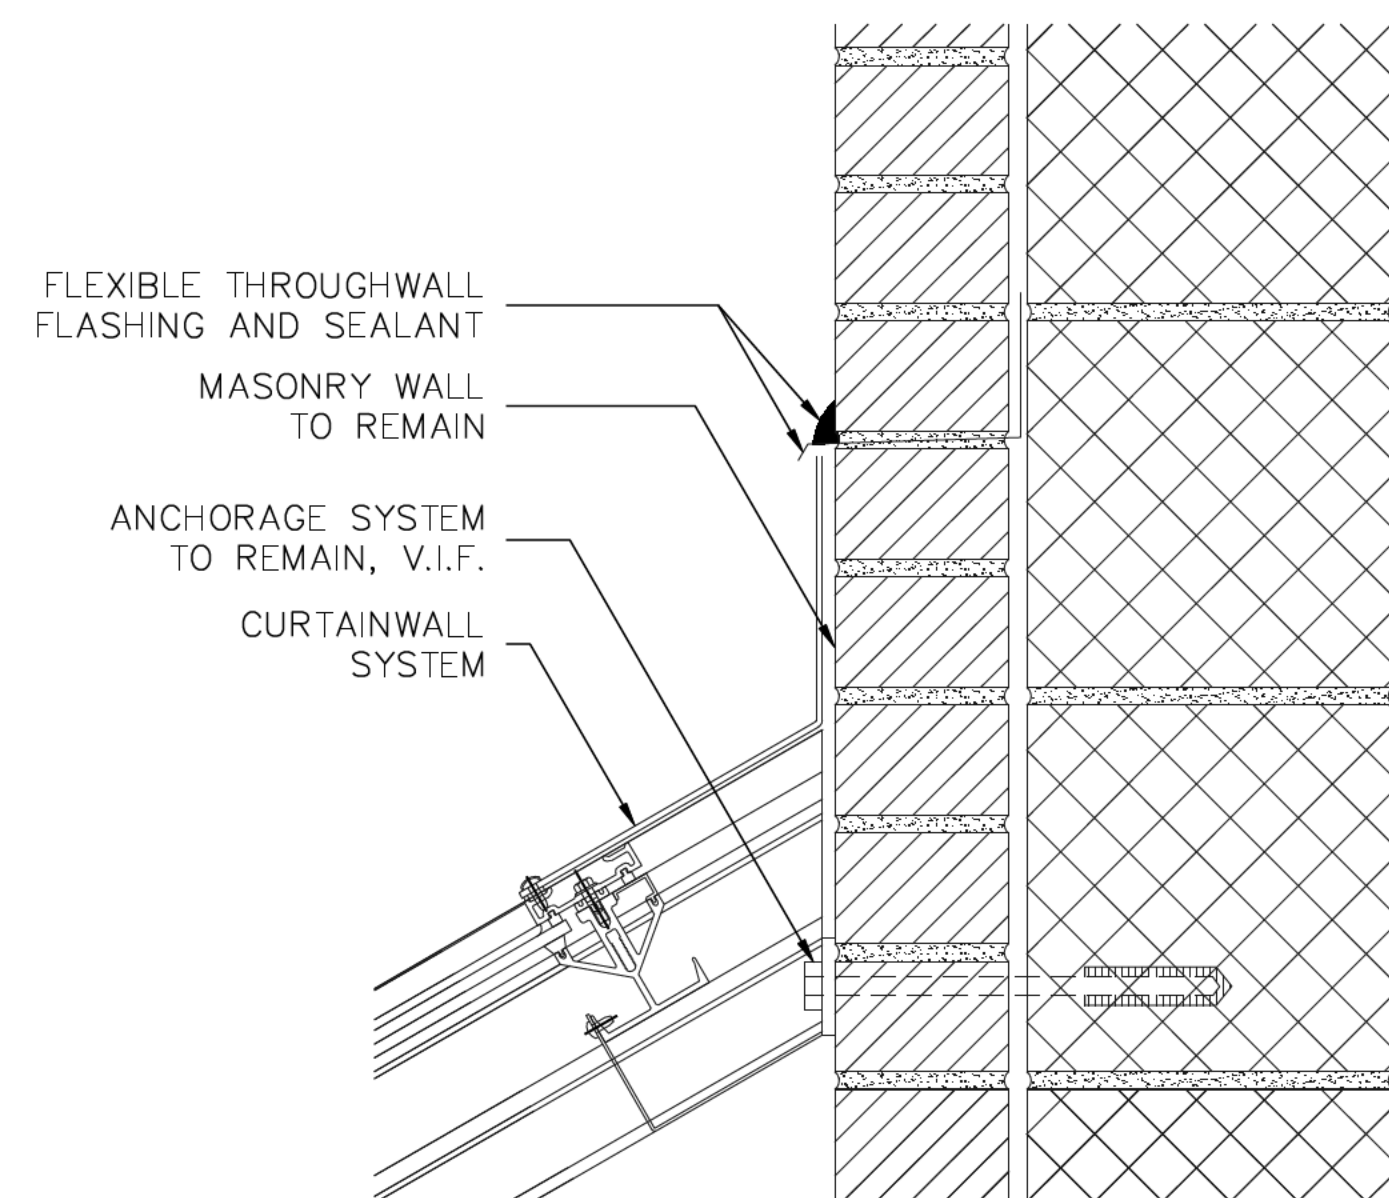 FLEXIBLE THROUGHWALL
FLASHING AND SEALANT
MASONRY WALL
TO REMAIN
ANCHORAGE SYSTEM
TO REMAIN, V.I.F.
CURTAINWALL
SYSTEM